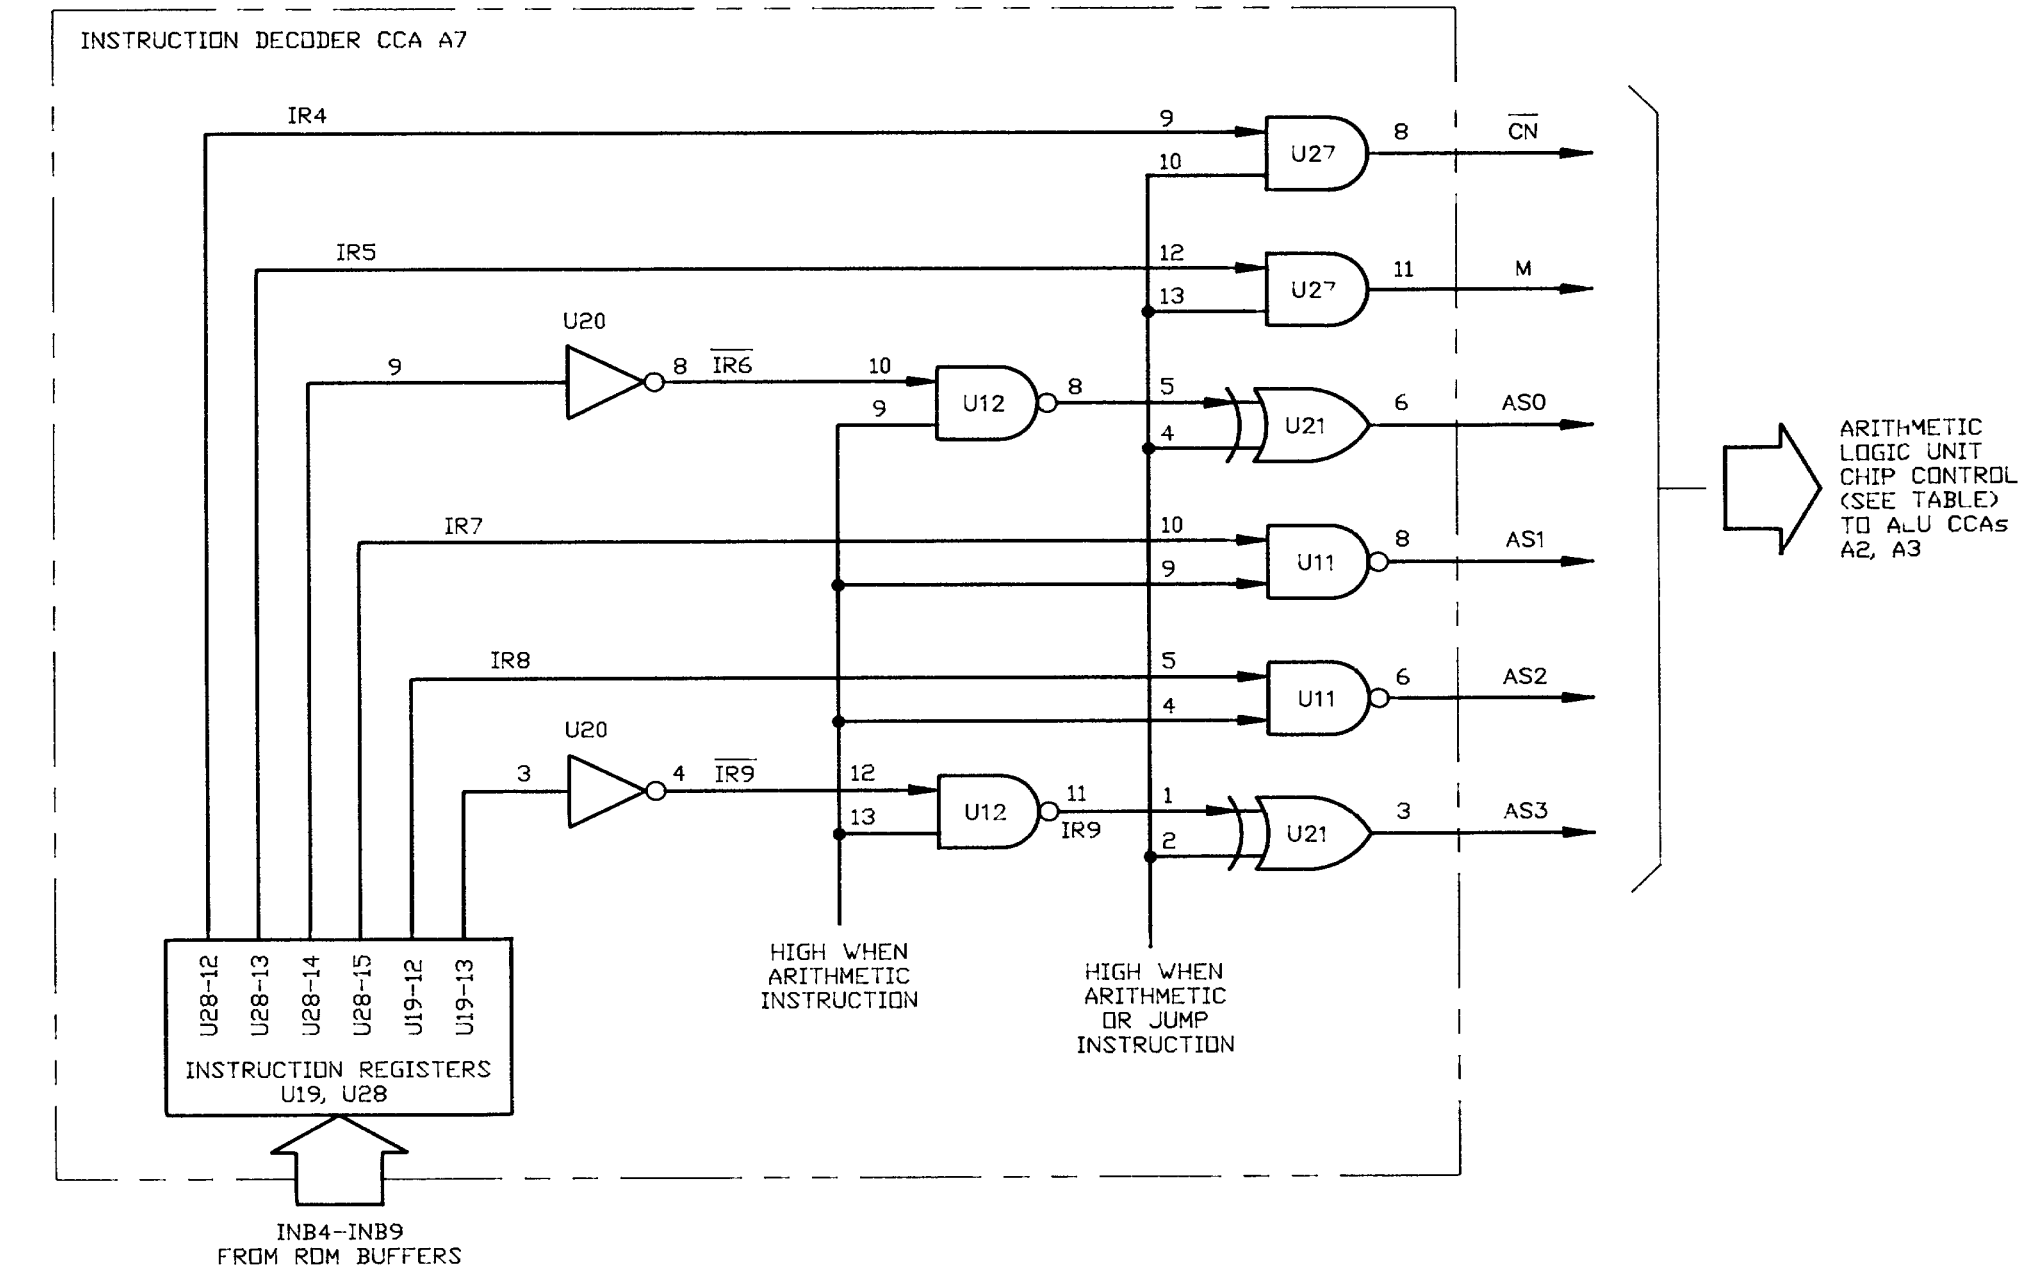 INSTRUCTION DECODER CCA A7
IR4
9
10
U27
8
C̅N̅
IR5
12
13
U27
11
M
U20
9
8
I̅R̅6̅
10
9
U12
8
5
4
U21
6
AS0
IR7
10
9
U11
8
AS1
IR8
5
4
U11
6
AS2
U20
3
4
I̅R̅9̅
12
13
U12
11
IR9
1
2
U21
3
AS3
ARITHMETIC
LOGIC UNIT
CHIP CONTROL
(SEE TABLE)
TO ALU CCAs
A2, A3
HIGH WHEN
ARITHMETIC
INSTRUCTION
HIGH WHEN
ARITHMETIC
OR JUMP
INSTRUCTION
U28-12
U28-13
U28-14
U28-15
U19-12
U19-13
INSTRUCTION REGISTERS
U19, U28
INB4-INB9
FROM ROM BUFFERS